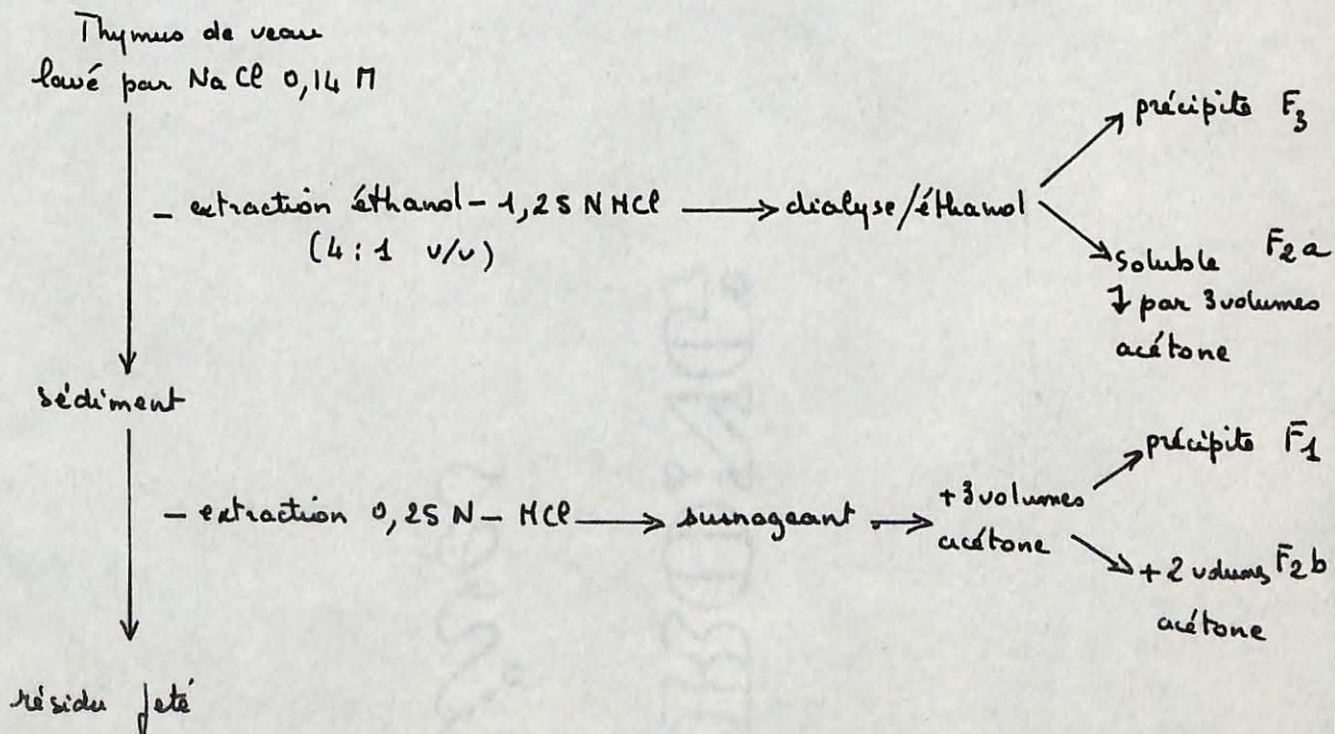 Thymus de veau
lavé par NaCl 0,14 M
- extraction éthanol - 1,25 N HCl → dialyse/éthanol
(4 : 1 v/v)
précipité F3
soluble F2a
↓ par 3 volumes
acétone
sédiment
- extraction 0,25 N - HCl → surnageant → + 3 volumes
acétone
précipité F1
+ 2 volums F2b
acétone
résidu jeté